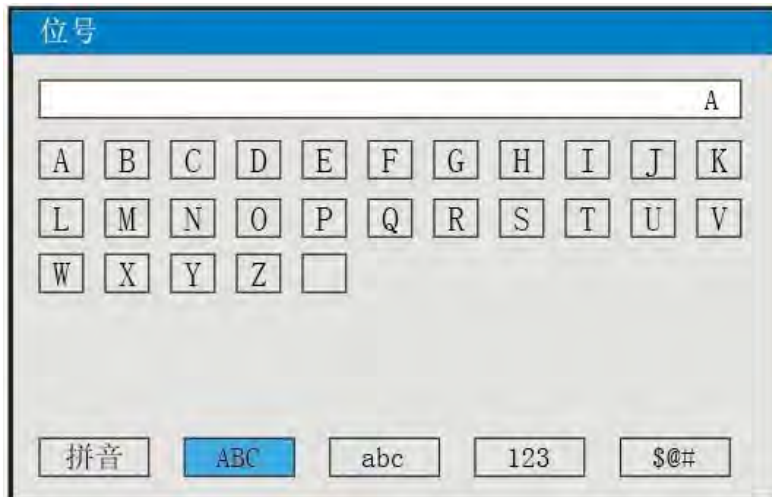 位号
A
A B C D E F G H I J K
L M N O P Q R S T U V
W X Y Z
拼音 ABC abc 123 $@#